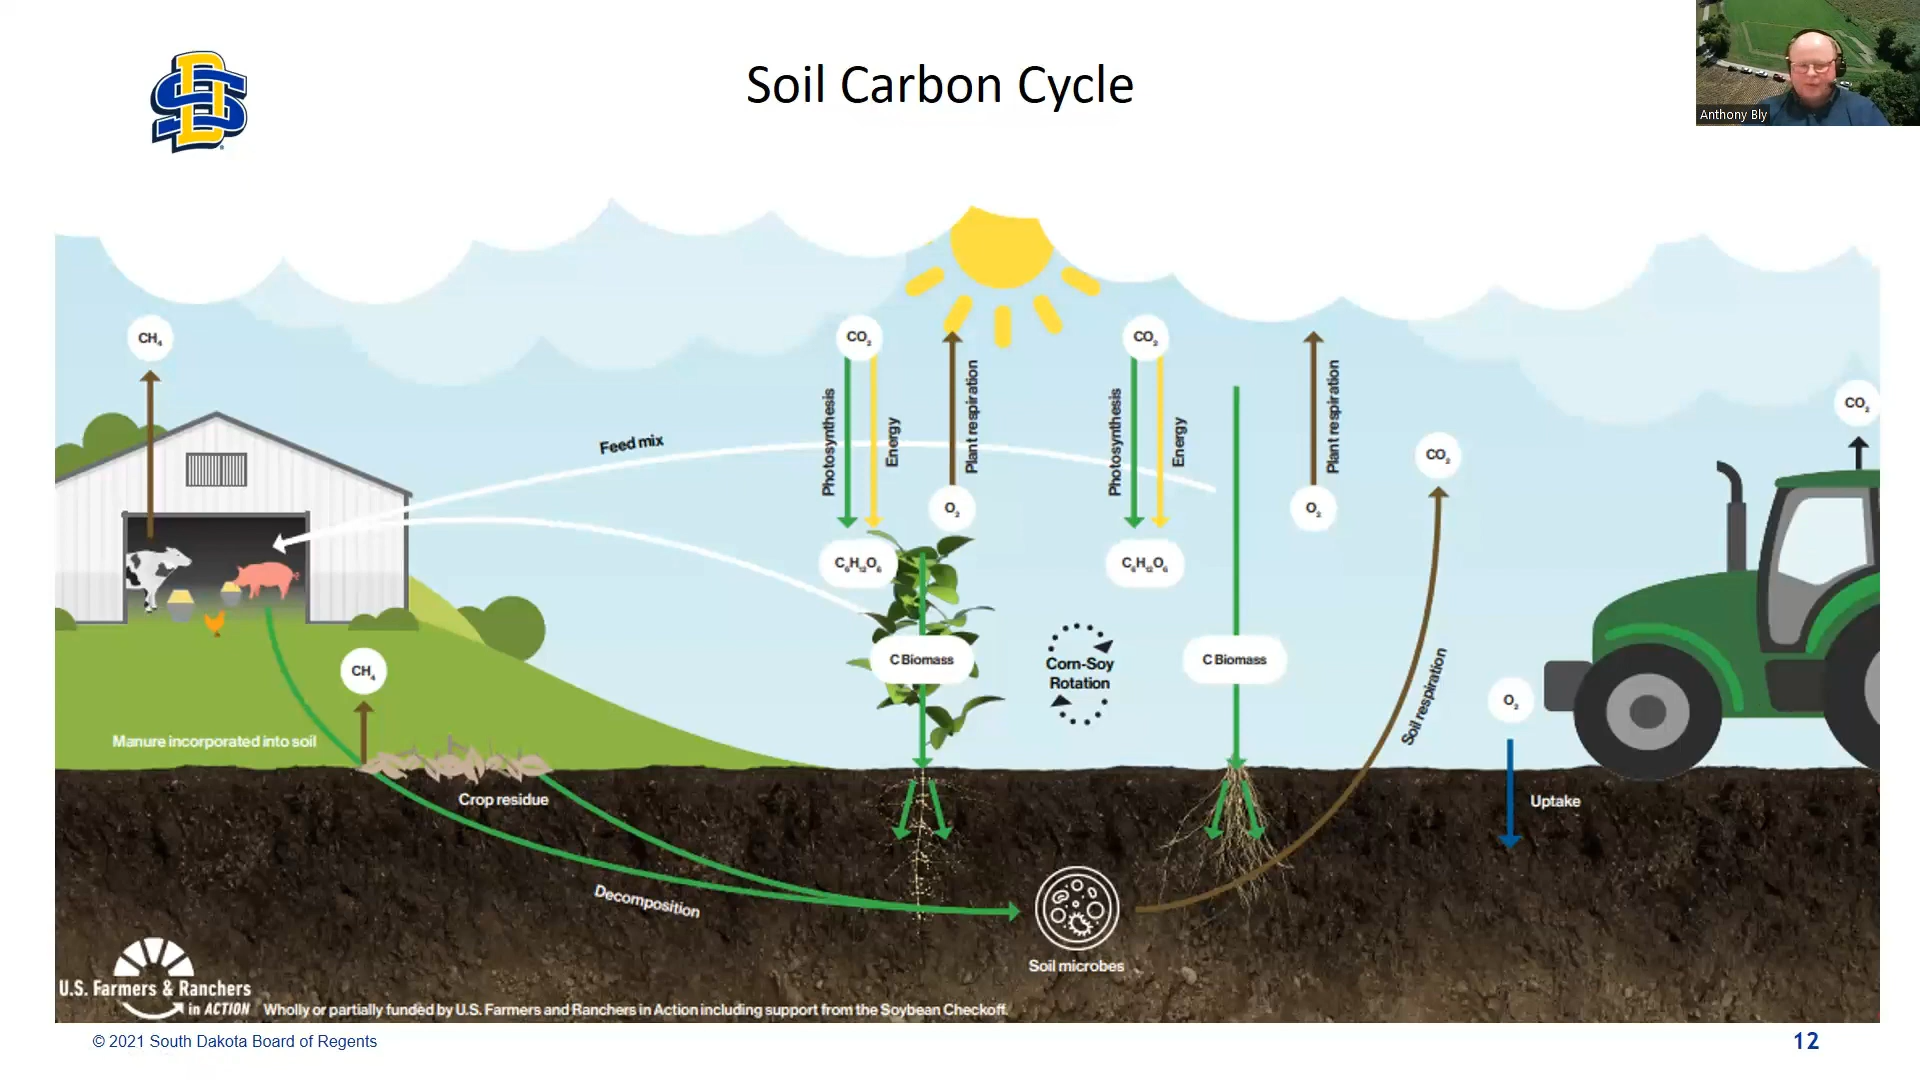 SD
Soil Carbon Cycle
Anthony Bly
CH₄
CO₂
CO₂
CO₂
CO₂
Feed mix
Photosynthesis
Energy
Plant respiration
Photosynthesis
Energy
Plant respiration
O₂
O₂
C₆H₁₂O₆
C₆H₁₂O₆
CH₄
C Biomass
Corn-Soy
Rotation
C Biomass
Soil respiration
O₂
Manure incorporated into soil
Crop residue
Uptake
Decomposition
Soil microbes
U.S. Farmers & Ranchers
in ACTION
Wholly or partially funded by U.S. Farmers and Ranchers in Action including support from the Soybean Checkoff.
© 2021 South Dakota Board of Regents
12